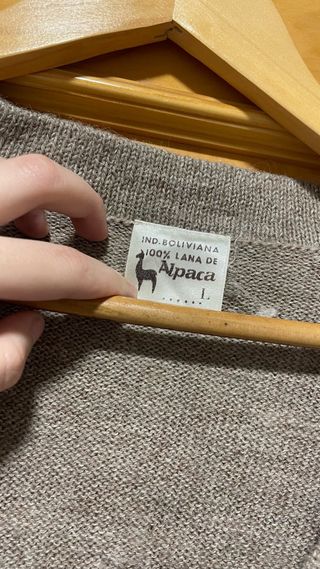 IND. BOLIVIANA
100% LANA DE
Alpaca
L